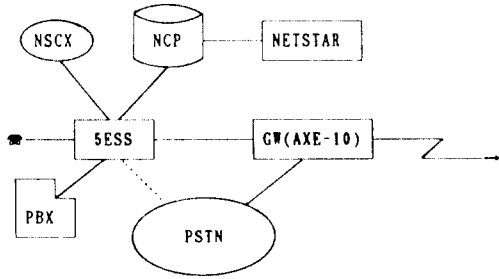 NSCX
NCP
NETSTAR
5ESS
GW(AXE-10)
PBX
PSTN